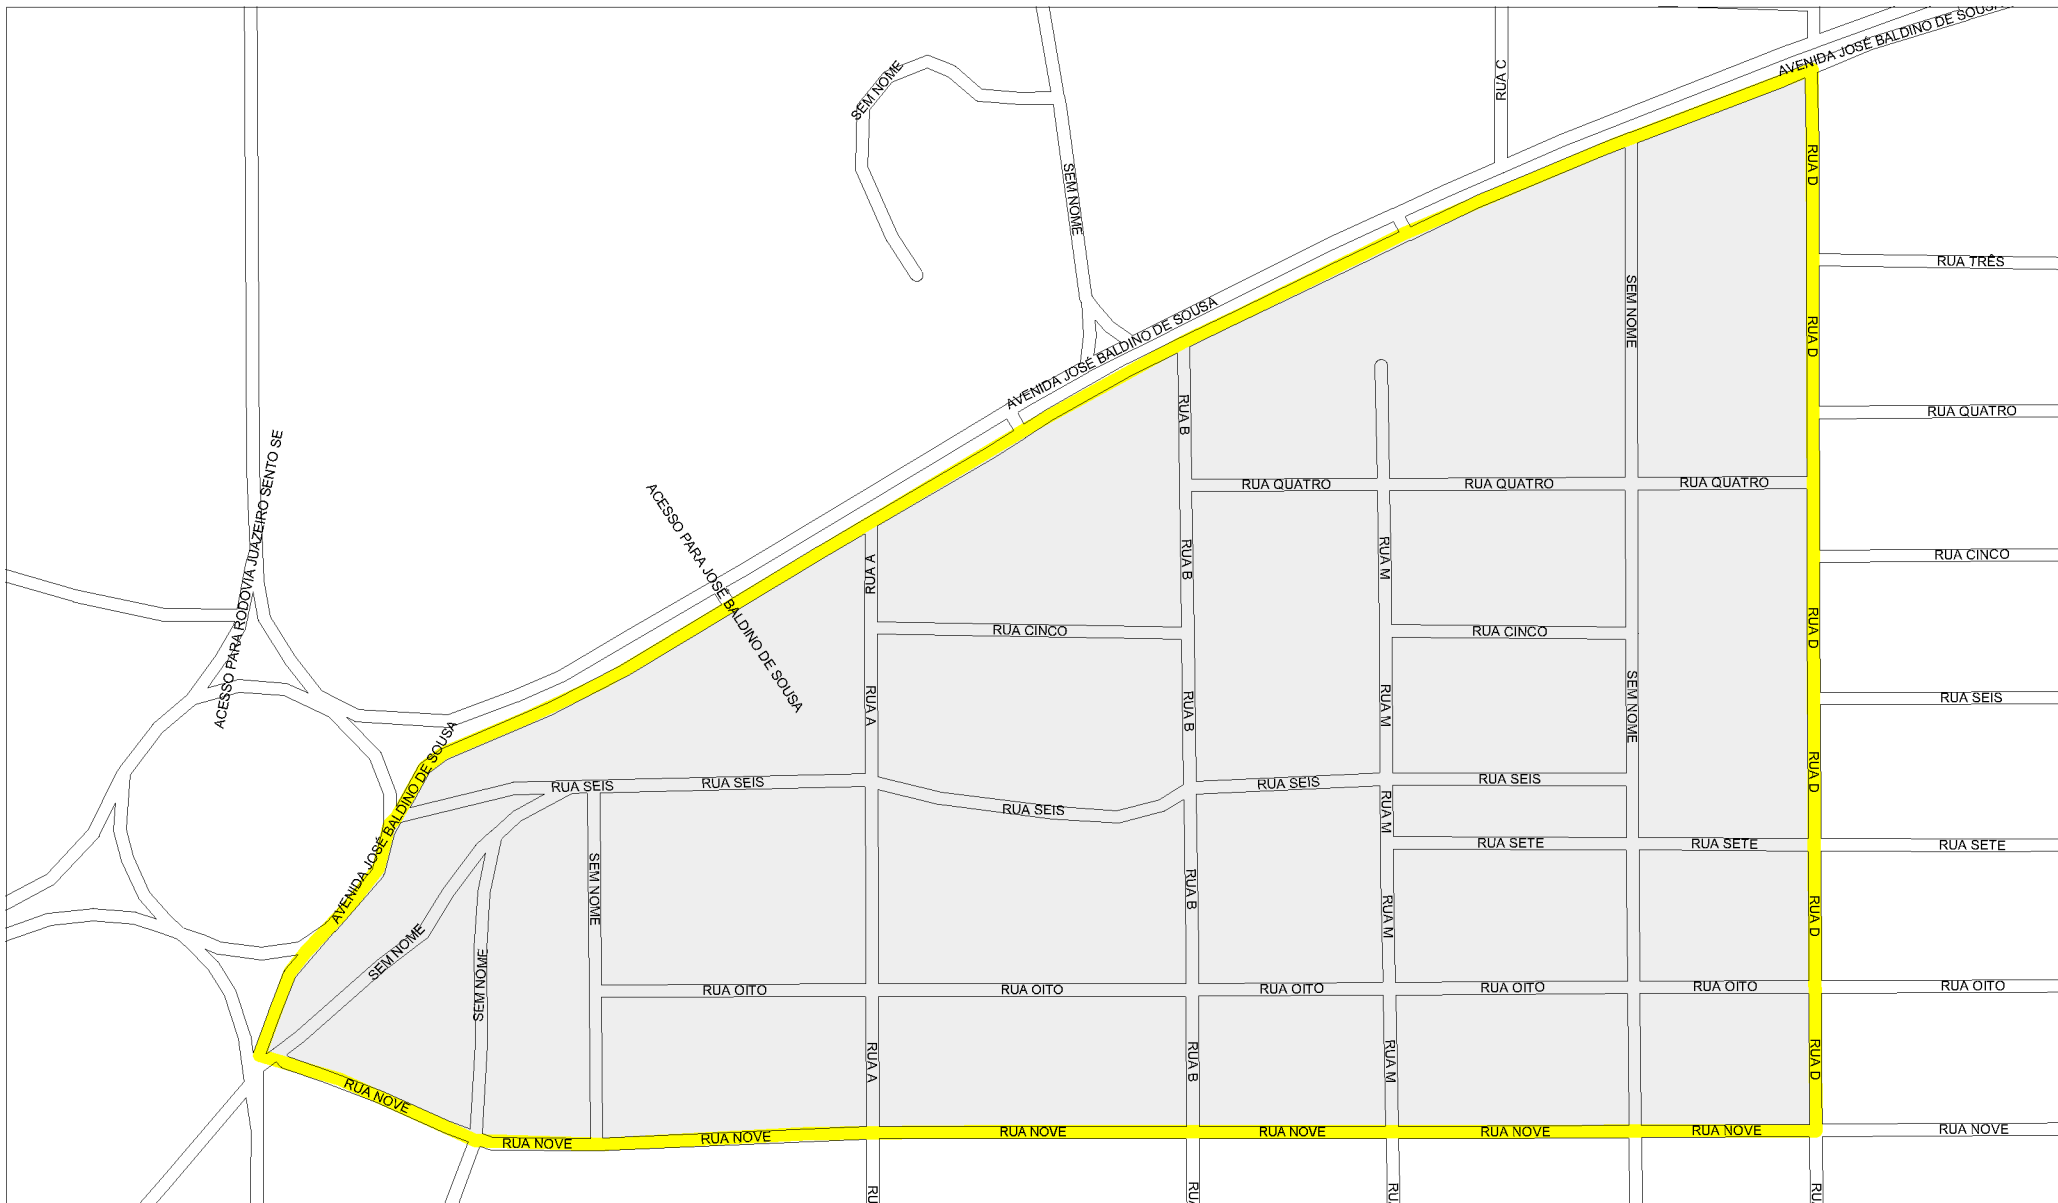 AVENIDA JOSÉ BALDINO DE SOUSA
SEM NOME
RUA C
RUA D
SEM NOME
RUA TRÊS
SEM NOME
AVENIDA JOSÉ BALDINO DE SOUSA
RUA D
RUA B
RUA QUATRO
ACESSO PARA RODOVIA JUAZEIRO SENTO SE
ACESSO PARA JOSÉ BALDINO DE SOUSA
RUA QUATRO
RUA QUATRO
RUA QUATRO
RUA A
RUA B
RUA M
RUA CINCO
RUA CINCO
RUA CINCO
RUA D
RUA A
RUA B
RUA M
SEM NOME
RUA SEIS
AVENIDA JOSÉ BALDINO DE SOUSA
RUA SEIS
RUA SEIS
RUA SEIS
RUA SEIS
RUA SEIS
RUA D
RUA M
RUA SETE
RUA SETE
RUA SETE
SEM NOME
RUA B
RUA M
RUA D
SEM NOME
SEM NOME
RUA OITO
RUA OITO
RUA OITO
RUA OITO
RUA OITO
RUA OITO
RUA A
RUA B
RUA M
RUA D
RUA NOVE
RUA NOVE
RUA NOVE
RUA NOVE
RUA NOVE
RUA NOVE
RUA NOVE
RUA NOVE